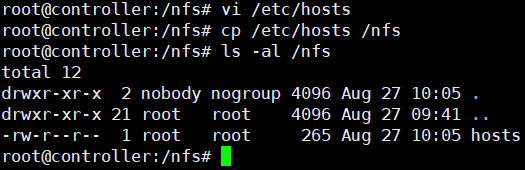 root@controller:/nfs# vi /etc/hosts
root@controller:/nfs# cp /etc/hosts /nfs
root@controller:/nfs# ls -al /nfs
total 12
drwxr-xr-x  2 nobody nogroup 4096 Aug 27 10:05 .
drwxr-xr-x 21 root   root    4096 Aug 27 09:41 ..
-rw-r--r--  1 root   root     265 Aug 27 10:05 hosts
root@controller:/nfs#